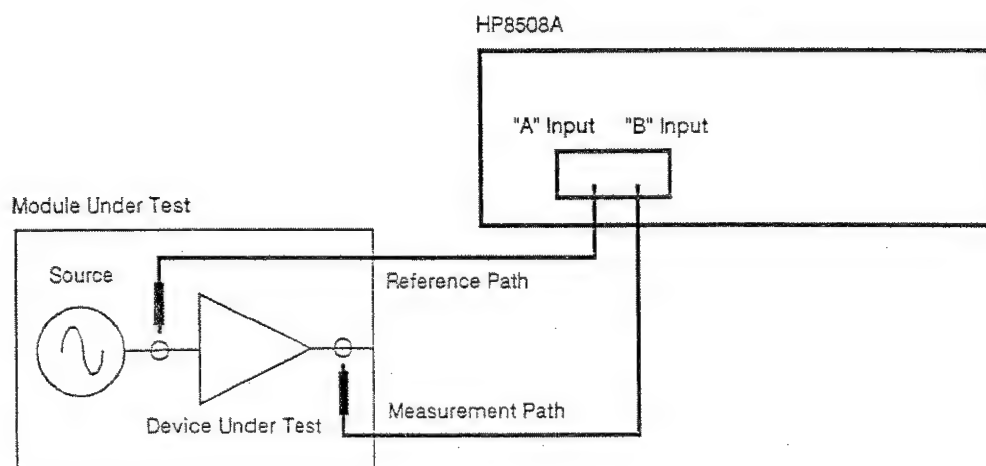 HP8508A
"A" Input "B" Input
Module Under Test
Source
Reference Path
Device Under Test
Measurement Path